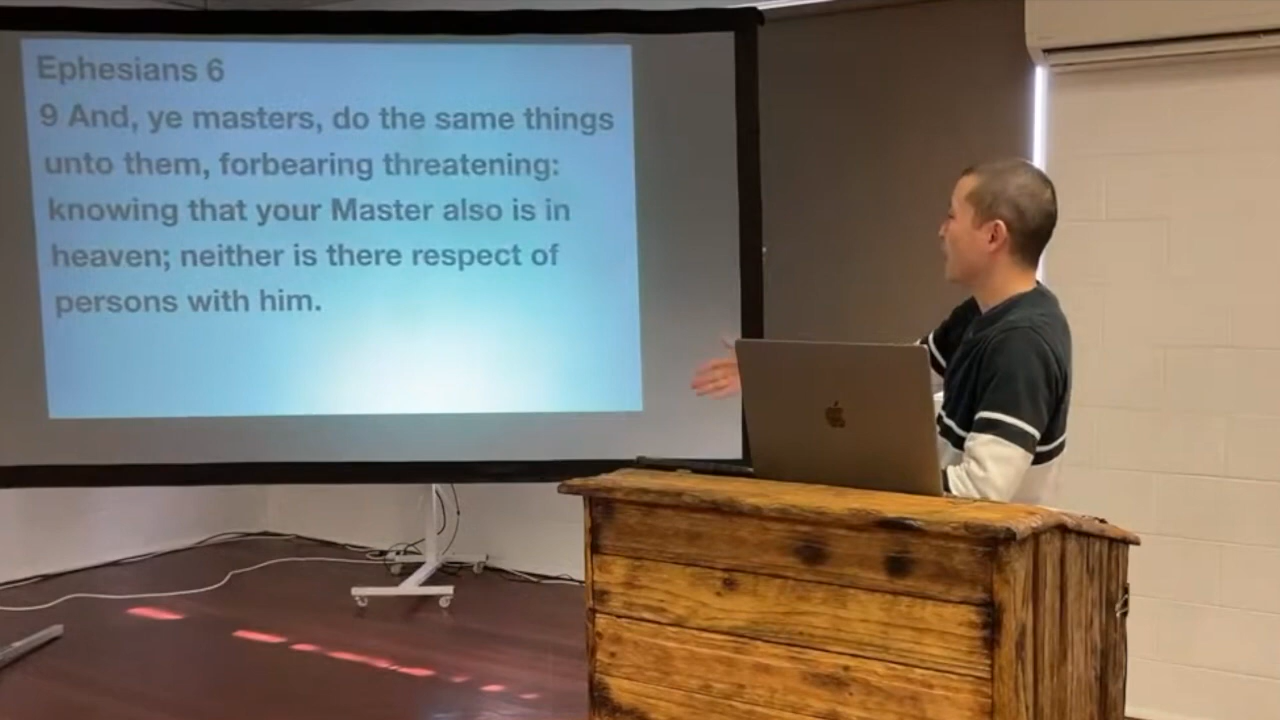 Ephesians 6
9 And, ye masters, do the same things
unto them, forbearing threatening:
knowing that your Master also is in
heaven; neither is there respect of
persons with him.